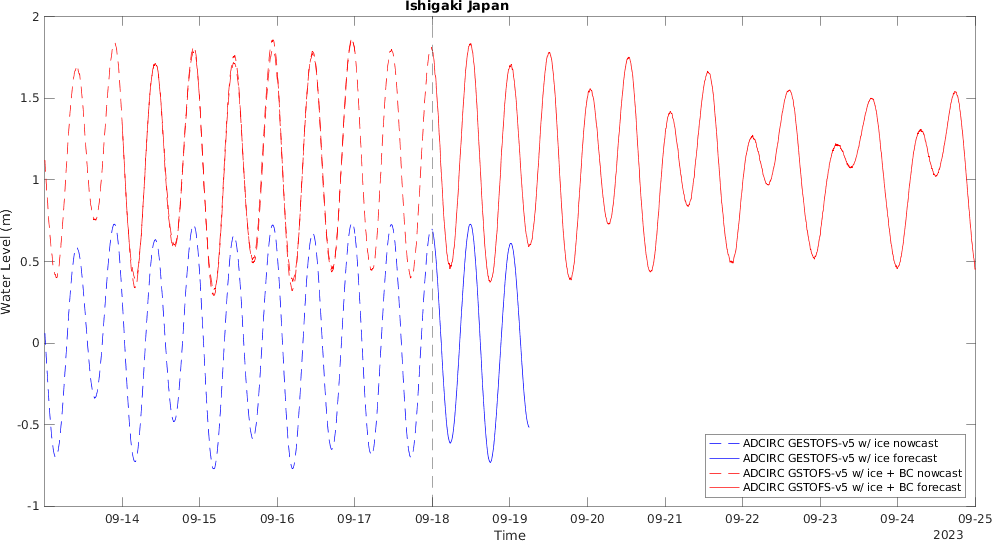 Ishigaki Japan
2
1.5
1
0.5
0
-0.5
-1
Water Level (m)
09-14 09-15 09-16 09-17 09-18 09-19 09-20 09-21 09-22 09-23 09-24 09-25
Time
2023
ADCIRC GESTOFS-v5 w/ ice nowcast
ADCIRC GESTOFS-v5 w/ ice forecast
ADCIRC GSTOFS-v5 w/ ice + BC nowcast
ADCIRC GSTOFS-v5 w/ ice + BC forecast